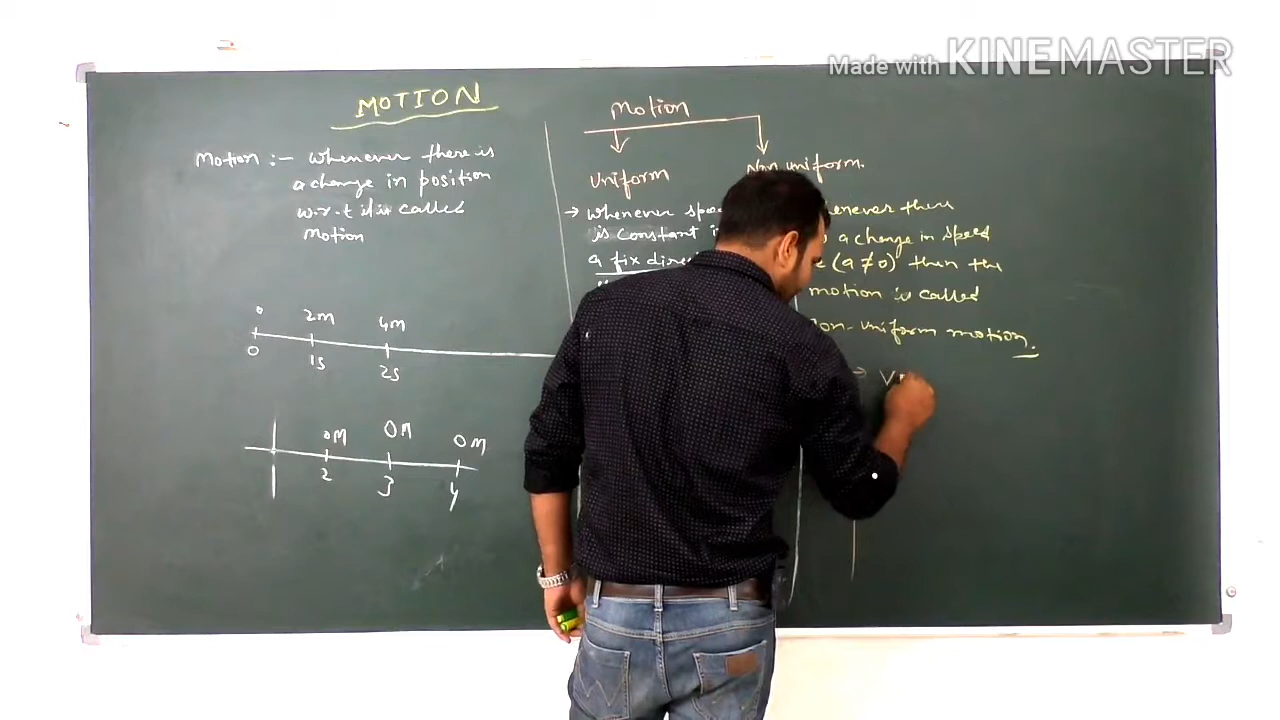 Made with KINEMASTER
MOTION
Motion :- Whenever there is
a change in position
w.r.t it is called
Motion
0 2m 4m
0 1s 2s
0M 0M 0M
2 3 4
Motion
Uniform Non uniform.
→ Whenever
is constant
a fix
there
a change in speed
(a ≠ 0) then the
motion is called
uniform motion.
→ V